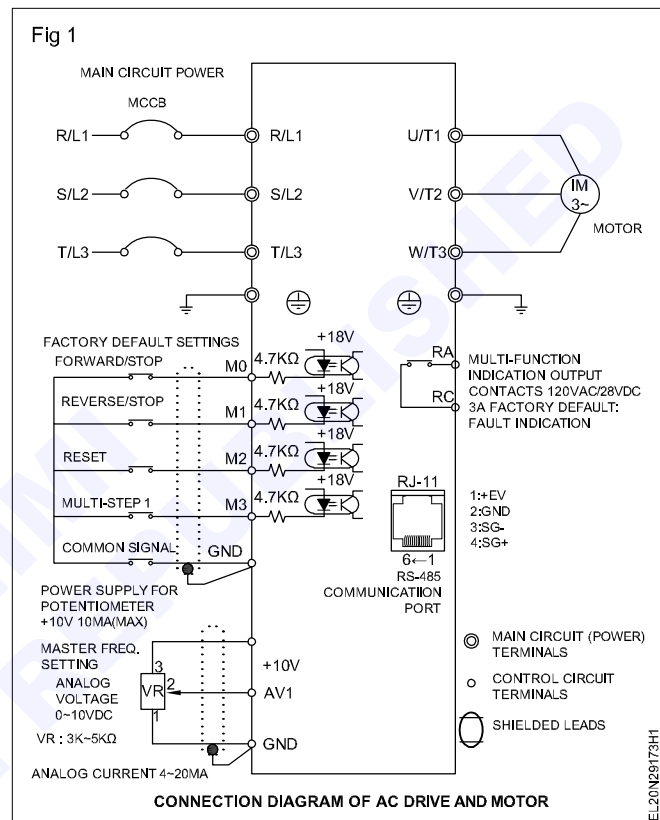 Fig 1
MAIN CIRCUIT POWER
MCCB
R/L1
R/L1
U/T1
S/L2
S/L2
V/T2
IM
3~
MOTOR
T/L3
T/L3
W/T3
FACTORY DEFAULT SETTINGS
FORWARD/STOP
M0
4.7KΩ
+18V
REVERSE/STOP
M1
4.7KΩ
+18V
RESET
M2
4.7KΩ
+18V
MULTI-STEP 1
M3
4.7KΩ
+18V
COMMON SIGNAL
GND
RA
RC
MULTI-FUNCTION
INDICATION OUTPUT
CONTACTS 120VAC/28VDC
3A FACTORY DEFAULT:
FAULT INDICATION
RJ-11
6←1
RS-485
COMMUNICATION
PORT
1:+EV
2:GND
3:SG-
4:SG+
POWER SUPPLY FOR
POTENTIOMETER
+10V 10MA(MAX)
MASTER FREQ.
SETTING
ANALOG
VOLTAGE
0~10VDC
VR : 3K~5KΩ
3
VR
2
1
+10V
AV1
GND
ANALOG CURRENT 4~20MA
MAIN CIRCUIT (POWER)
TERMINALS
CONTROL CIRCUIT
TERMINALS
SHIELDED LEADS
CONNECTION DIAGRAM OF AC DRIVE AND MOTOR
EL20N29173H1